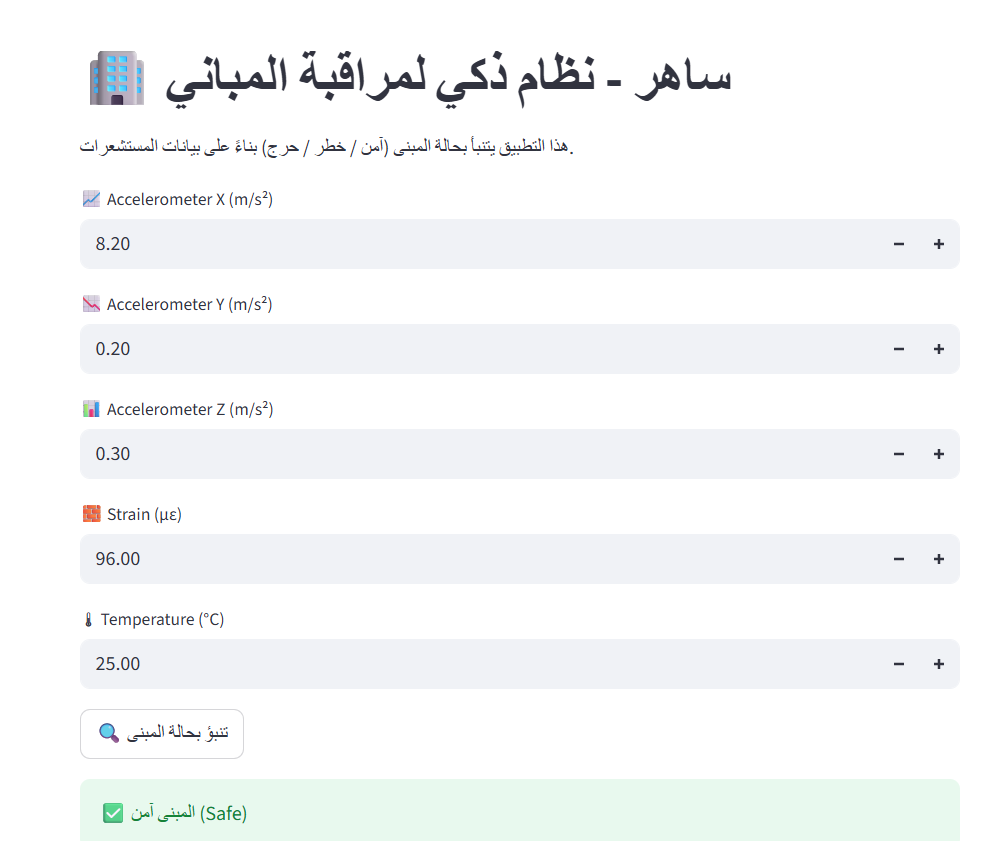 ساهر - نظام ذكي لمراقبة المباني
هذا التطبيق يتنبأ بحالة المبنى (آمن / خطر / حرج) بناءً على بيانات المستشعرات.
Accelerometer X (m/s²)
8.20
Accelerometer Y (m/s²)
0.20
Accelerometer Z (m/s²)
0.30
Strain (με)
96.00
Temperature (°C)
25.00
تنبؤ بحالة المبنى
المبنى آمن (Safe)